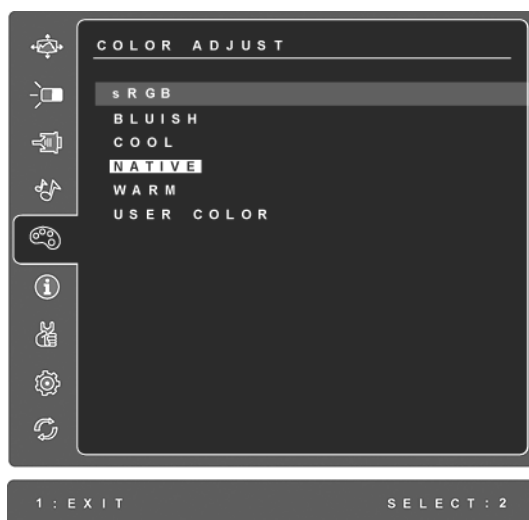 COLOR ADJUST
sRGB
BLUISH
COOL
NATIVE
WARM
USER COLOR
1:EXIT
SELECT:2